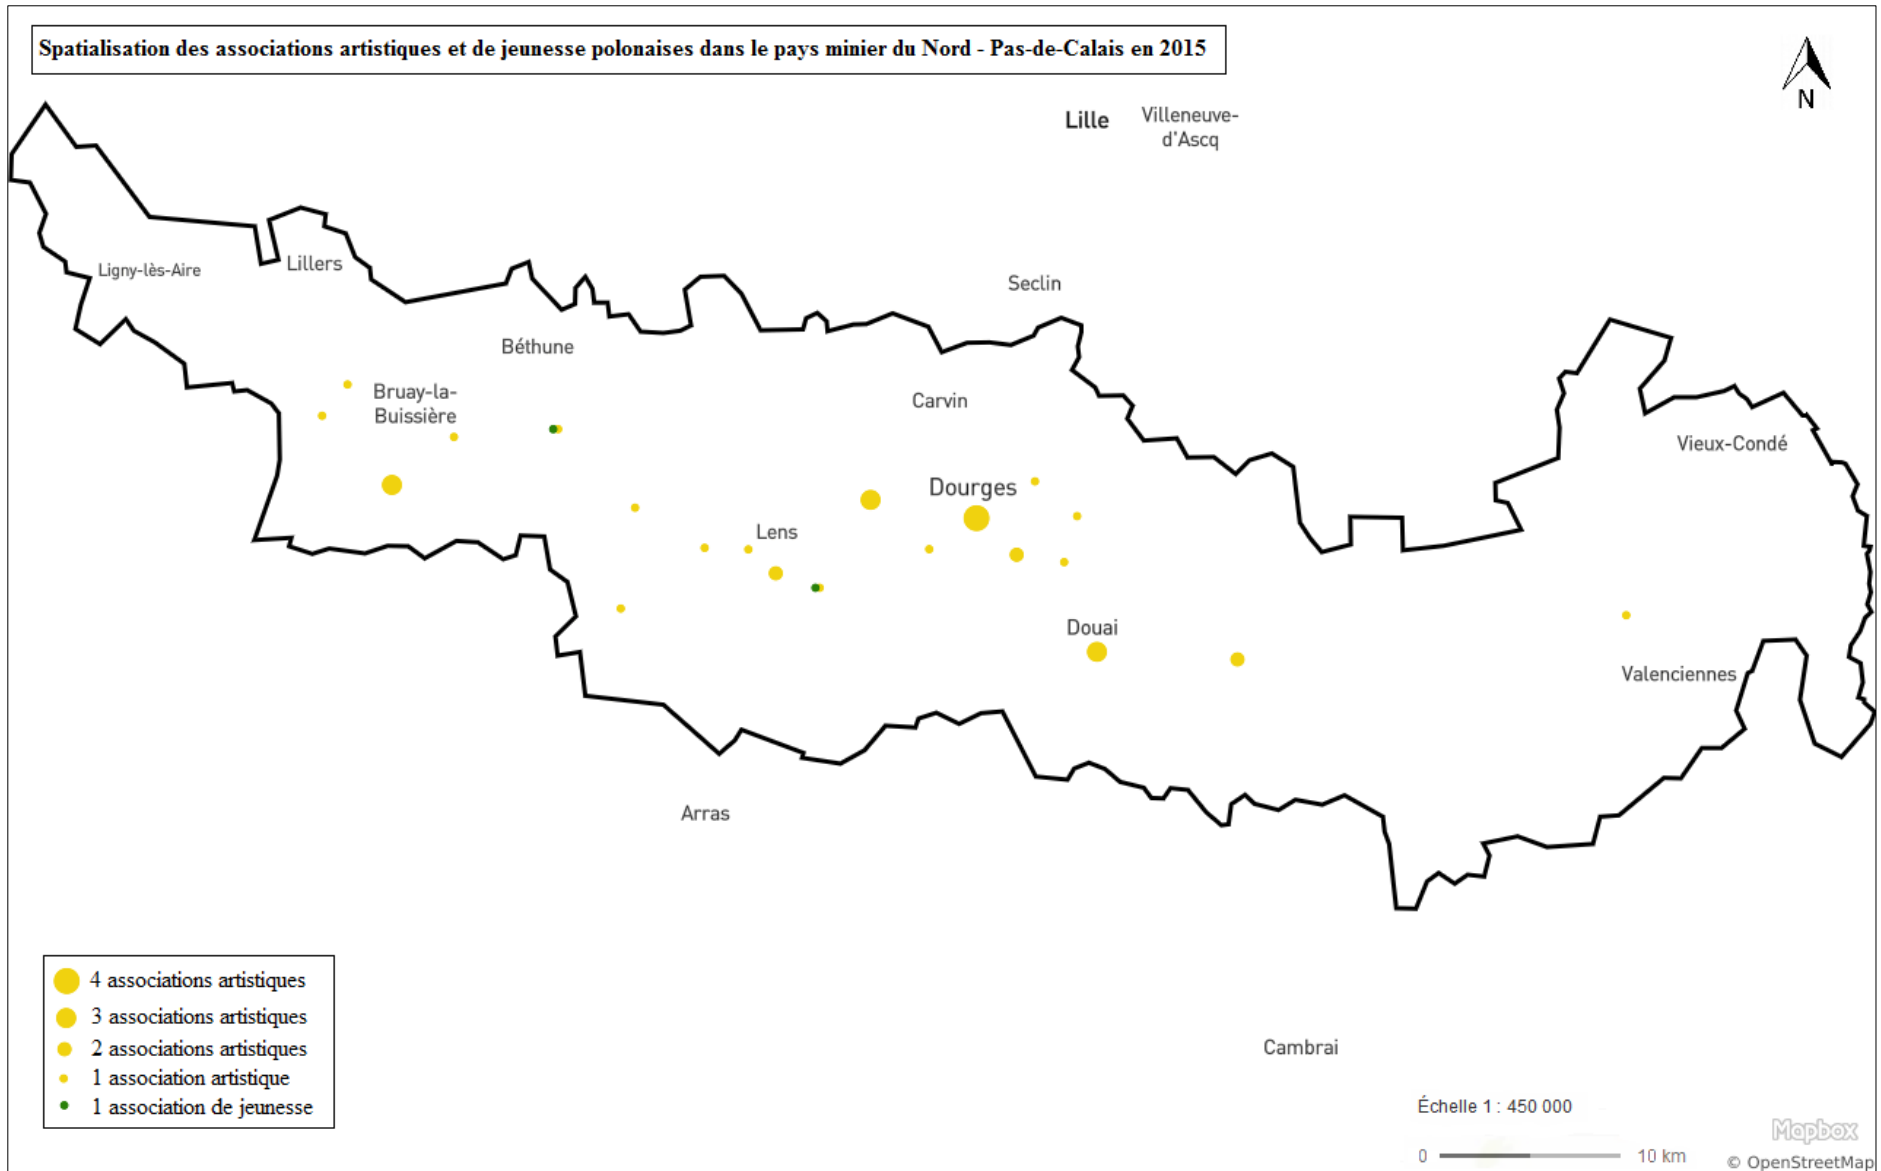 Spatialisation des associations artistiques et de jeunesse polonaises dans le pays minier du Nord - Pas-de-Calais en 2015
N
Lille
Villeneuve-
d'Ascq
Ligny-lès-Aire
Lillers
Seclin
Béthune
Bruay-la-
Buissière
Carvin
Vieux-Condé
Dourges
Lens
Douai
Valenciennes
Arras
Cambrai
4 associations artistiques
3 associations artistiques
2 associations artistiques
1 association artistique
1 association de jeunesse
Échelle 1 : 450 000
0 10 km
Mapbox
© OpenStreetMap